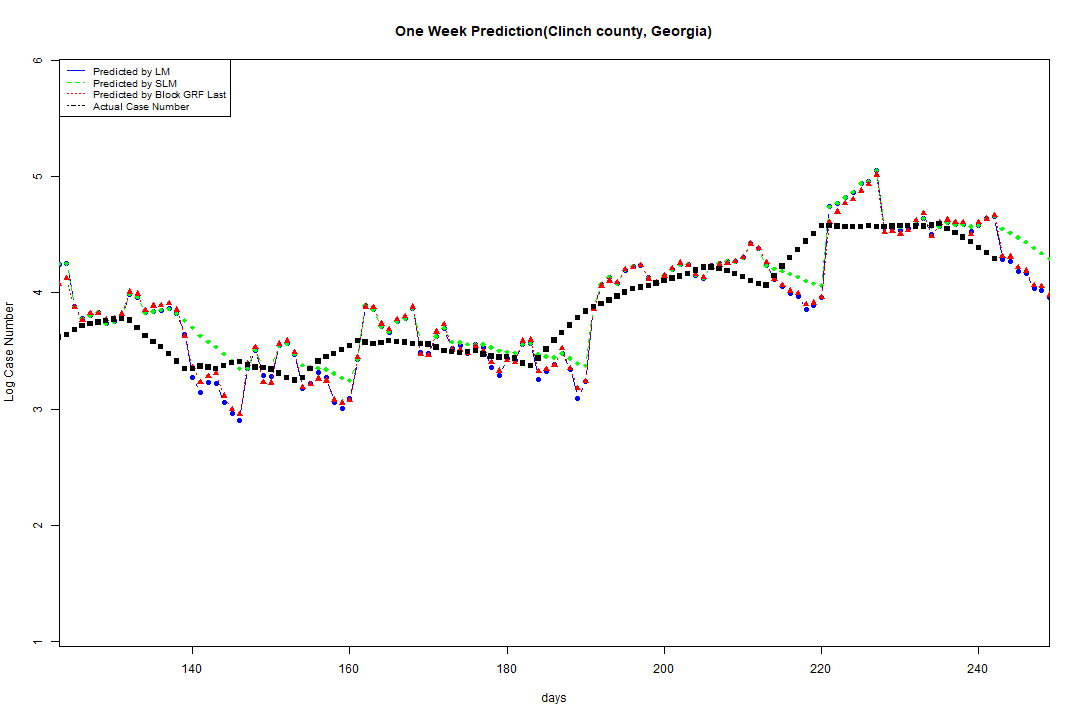 One Week Prediction(Clinch county, Georgia)
Predicted by LM
Predicted by SLM
Predicted by Block GRF Last
Actual Case Number
6
5
4
3
2
1
Log Case Number
140 160 180 200 220 240
days